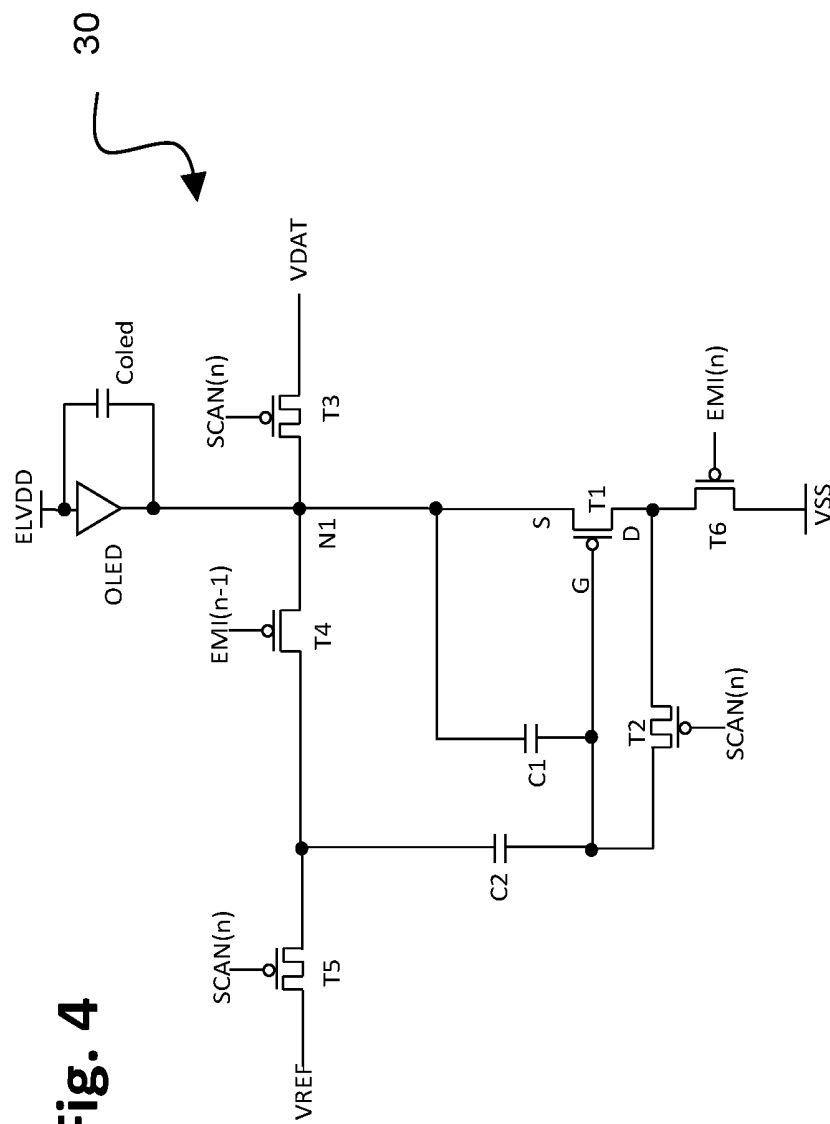 30
ELVDD
Coled
OLED
SCAN(n)
VDAT
T3
N1
EMI(n-1)
T4
SCAN(n)
T5
VREF
S
T1
G
D
EMI(n)
T6
VSS
C1
C2
T2
SCAN(n)
Fig. 4